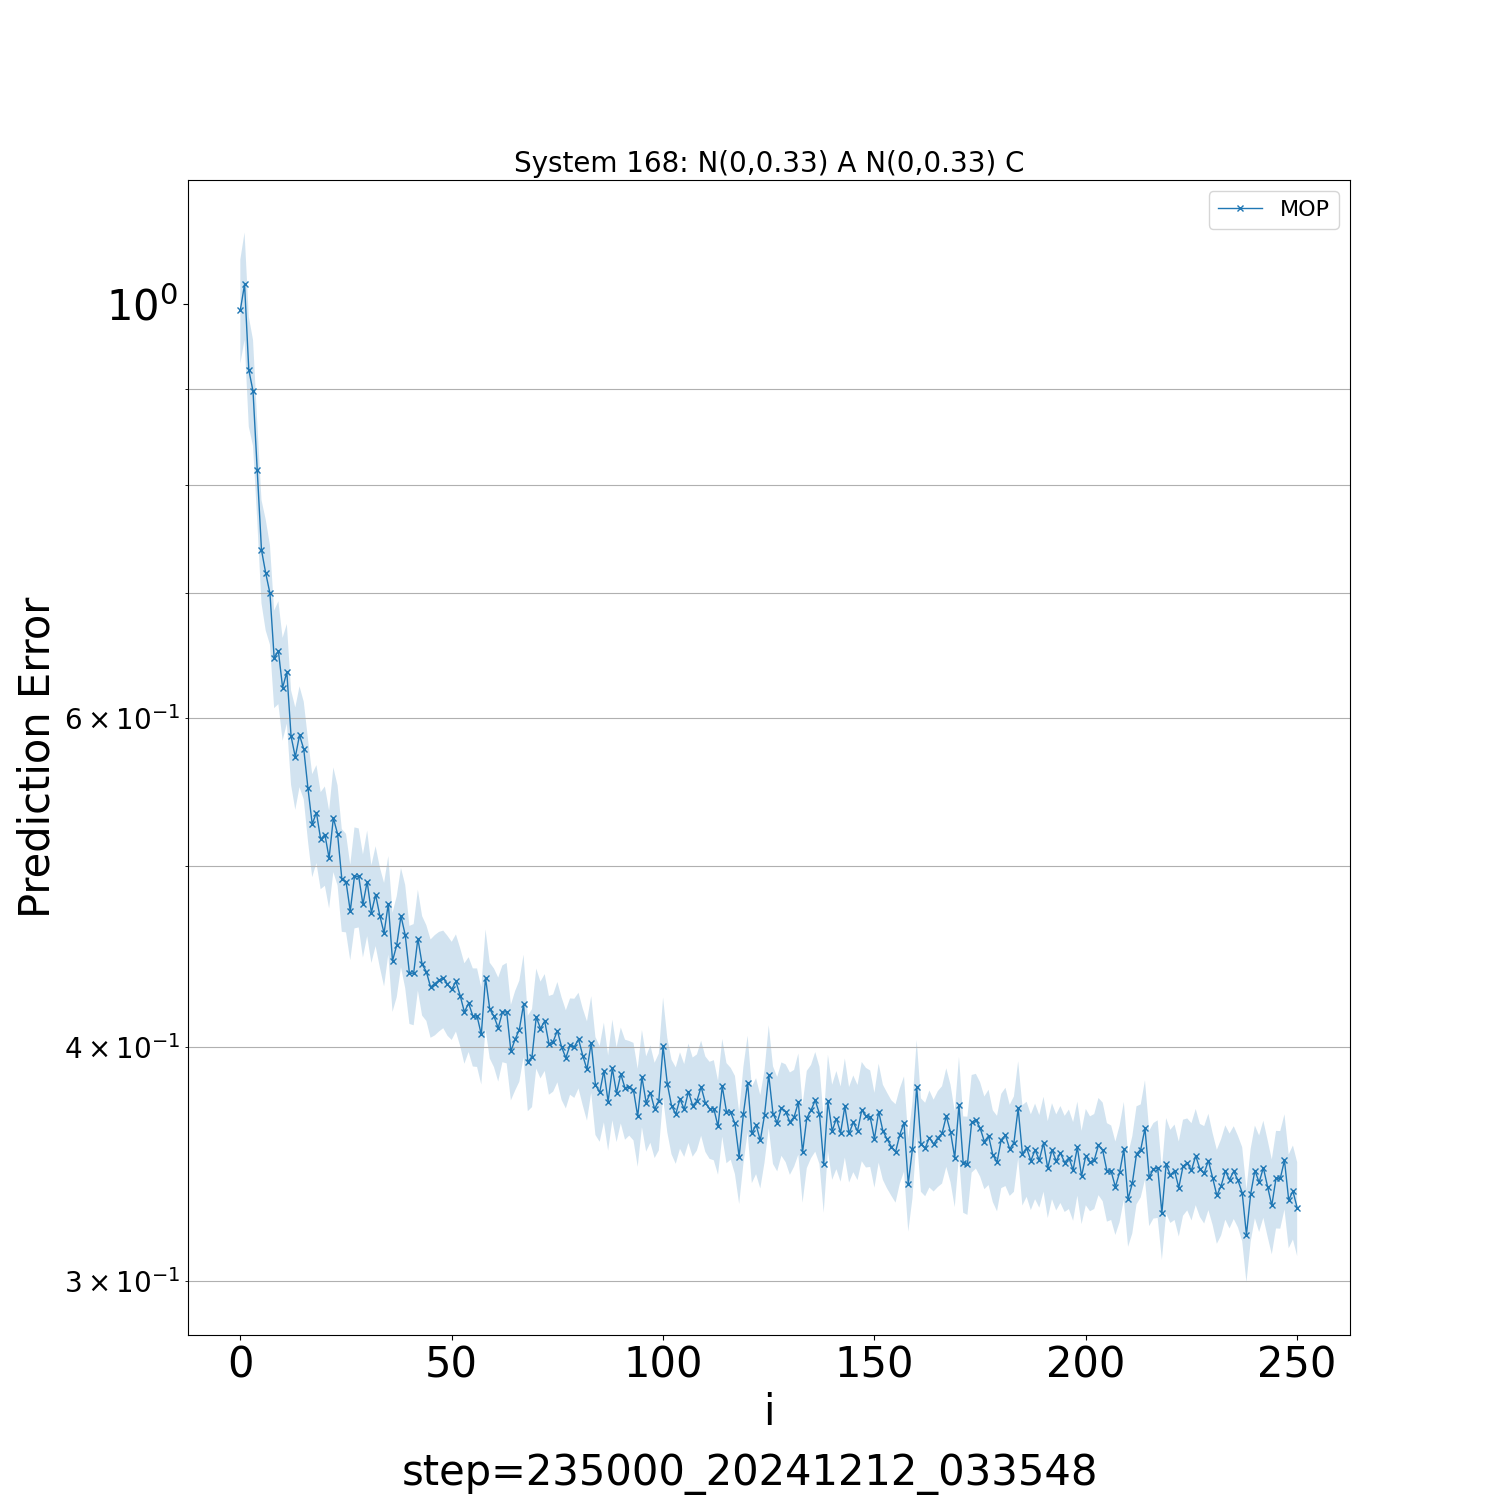 System 168: N(0,0.33) A N(0,0.33) C
MOP
10⁰
6 × 10⁻¹
4 × 10⁻¹
3 × 10⁻¹
Prediction Error
0 50 100 150 200 250
i
step=235000_20241212_033548